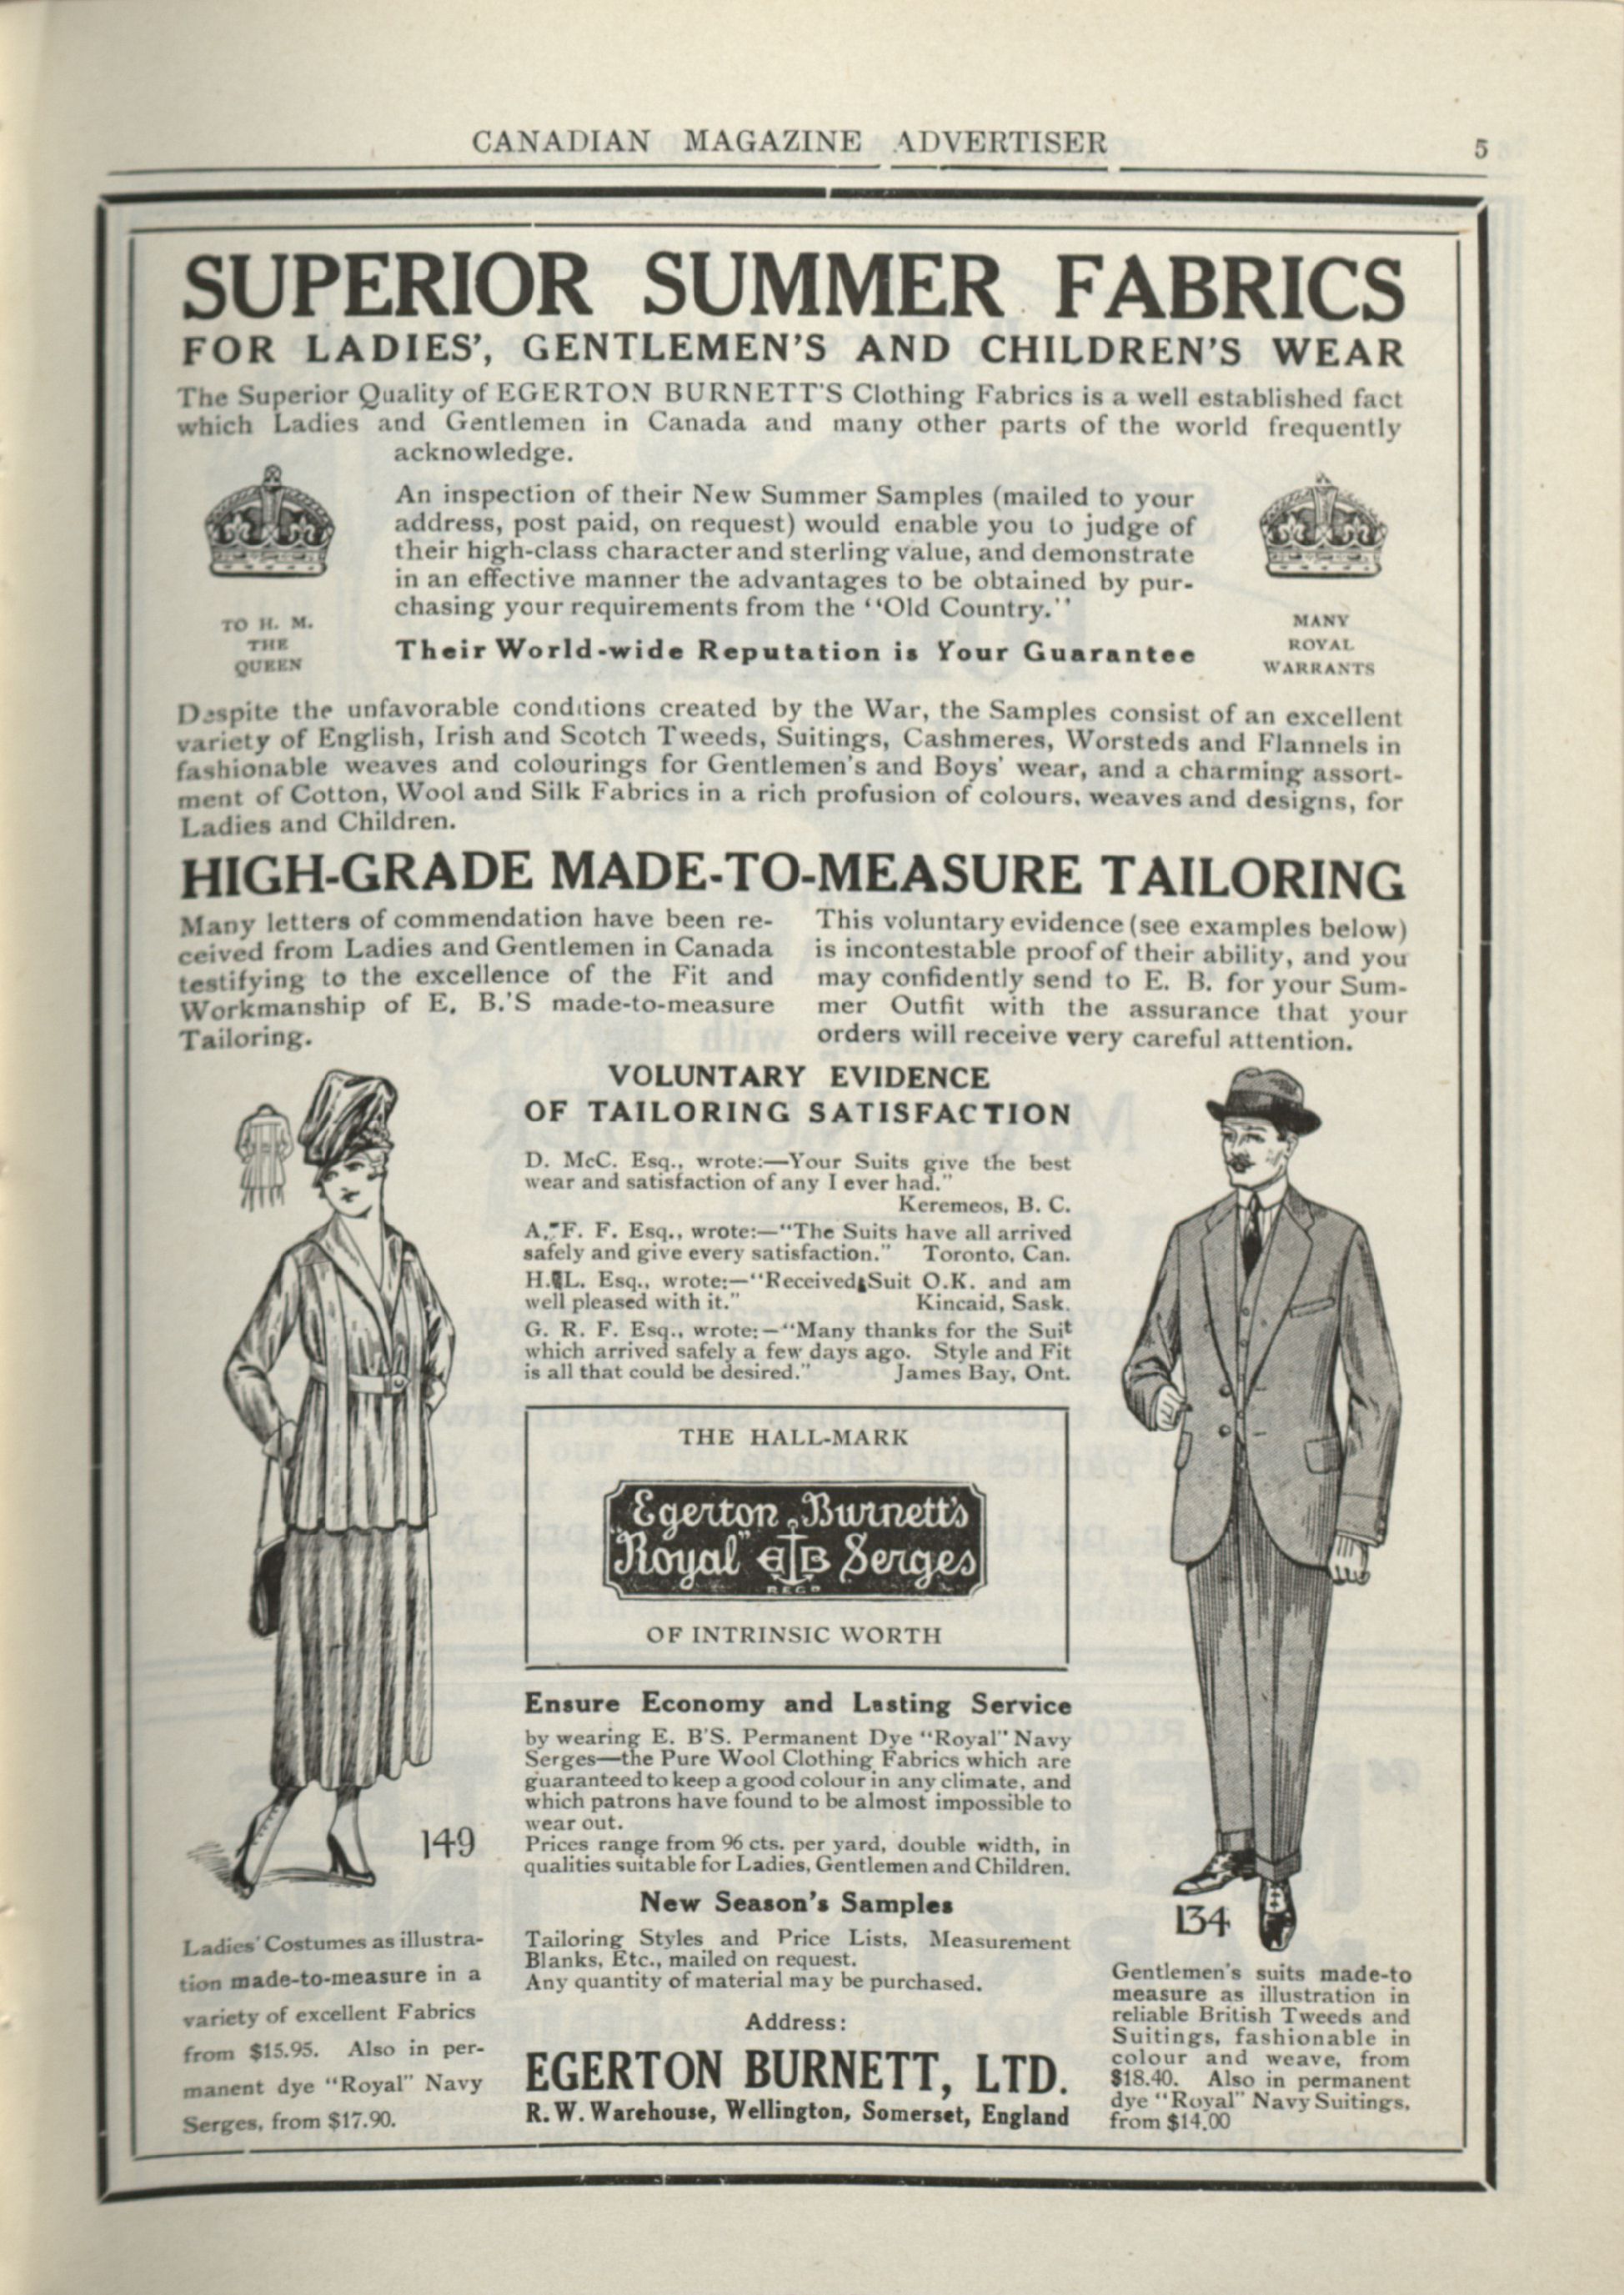 CANADIAN MAGAZINE ADVERTISER 5
SUPERIOR SUMMER FABRICS
FOR LADIES', GENTLEMEN'S AND CHILDREN'S WEAR
The Superior Quality of EGERTON BURNETT'S Clothing Fabrics is a well established fact
which Ladies and Gentlemen in Canada and many other parts of the world frequently
acknowledge.
An inspection of their New Summer Samples (mailed to your
address, post paid, on request) would enable you to judge of
their high-class character and sterling value, and demonstrate
in an effective manner the advantages to be obtained by pur-
chasing your requirements from the "Old Country."
Their World-wide Reputation is Your Guarantee
TO H. M.
THE
QUEEN
MANY
ROYAL
WARRANTS
Despite the unfavorable conditions created by the War, the Samples consist of an excellent
variety of English, Irish and Scotch Tweeds, Suitings, Cashmeres, Worsteds and Flannels in
fashionable weaves and colourings for Gentlemen's and Boys' wear, and a charming assort-
ment of Cotton, Wool and Silk Fabrics in a rich profusion of colours, weaves and designs, for
Ladies and Children.
HIGH-GRADE MADE-TO-MEASURE TAILORING
Many letters of commendation have been re-
ceived from Ladies and Gentlemen in Canada
testifying to the excellence of the Fit and
Workmanship of E. B.'S made-to-measure
Tailoring.
This voluntary evidence (see examples below)
is incontestable proof of their ability, and you
may confidently send to E. B. for your Sum-
mer Outfit with the assurance that your
orders will receive very careful attention.
VOLUNTARY EVIDENCE
OF TAILORING SATISFACTION
D. McC. Esq., wrote:—Your Suits give the best
wear and satisfaction of any I ever had."
Keremeos, B. C.
A. F. F. Esq., wrote:—"The Suits have all arrived
safely and give every satisfaction." Toronto, Can.
H. L. Esq., wrote:—"Received Suit O.K. and am
well pleased with it." Kincaid, Sask.
G. R. F. Esq., wrote:—"Many thanks for the Suit
which arrived safely a few days ago. Style and Fit
is all that could be desired." James Bay, Ont.
THE HALL-MARK
Egerton Burnett's
"Royal" EB Serges
REGD
OF INTRINSIC WORTH
Ensure Economy and Lasting Service
by wearing E. B'S. Permanent Dye "Royal" Navy
Serges—the Pure Wool Clothing Fabrics which are
guaranteed to keep a good colour in any climate, and
which patrons have found to be almost impossible to
wear out.
Prices range from 96 cts. per yard, double width, in
qualities suitable for Ladies, Gentlemen and Children.
New Season's Samples
Tailoring Styles and Price Lists, Measurement
Blanks, Etc., mailed on request.
Any quantity of material may be purchased.
Address:
EGERTON BURNETT, LTD.
R. W. Warehouse, Wellington, Somerset, England
149
Ladies' Costumes as illustra-
tion made-to-measure in a
variety of excellent Fabrics
from $15.95. Also in per-
manent dye "Royal" Navy
Serges, from $17.90.
134
Gentlemen's suits made-to
measure as illustration in
reliable British Tweeds and
Suitings, fashionable in
colour and weave, from
$18.40. Also in permanent
dye "Royal" Navy Suitings,
from $14.00